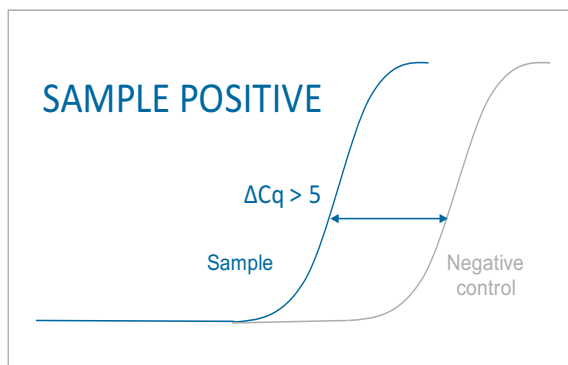 SAMPLE POSITIVE
ΔCq > 5
Sample
Negative
control